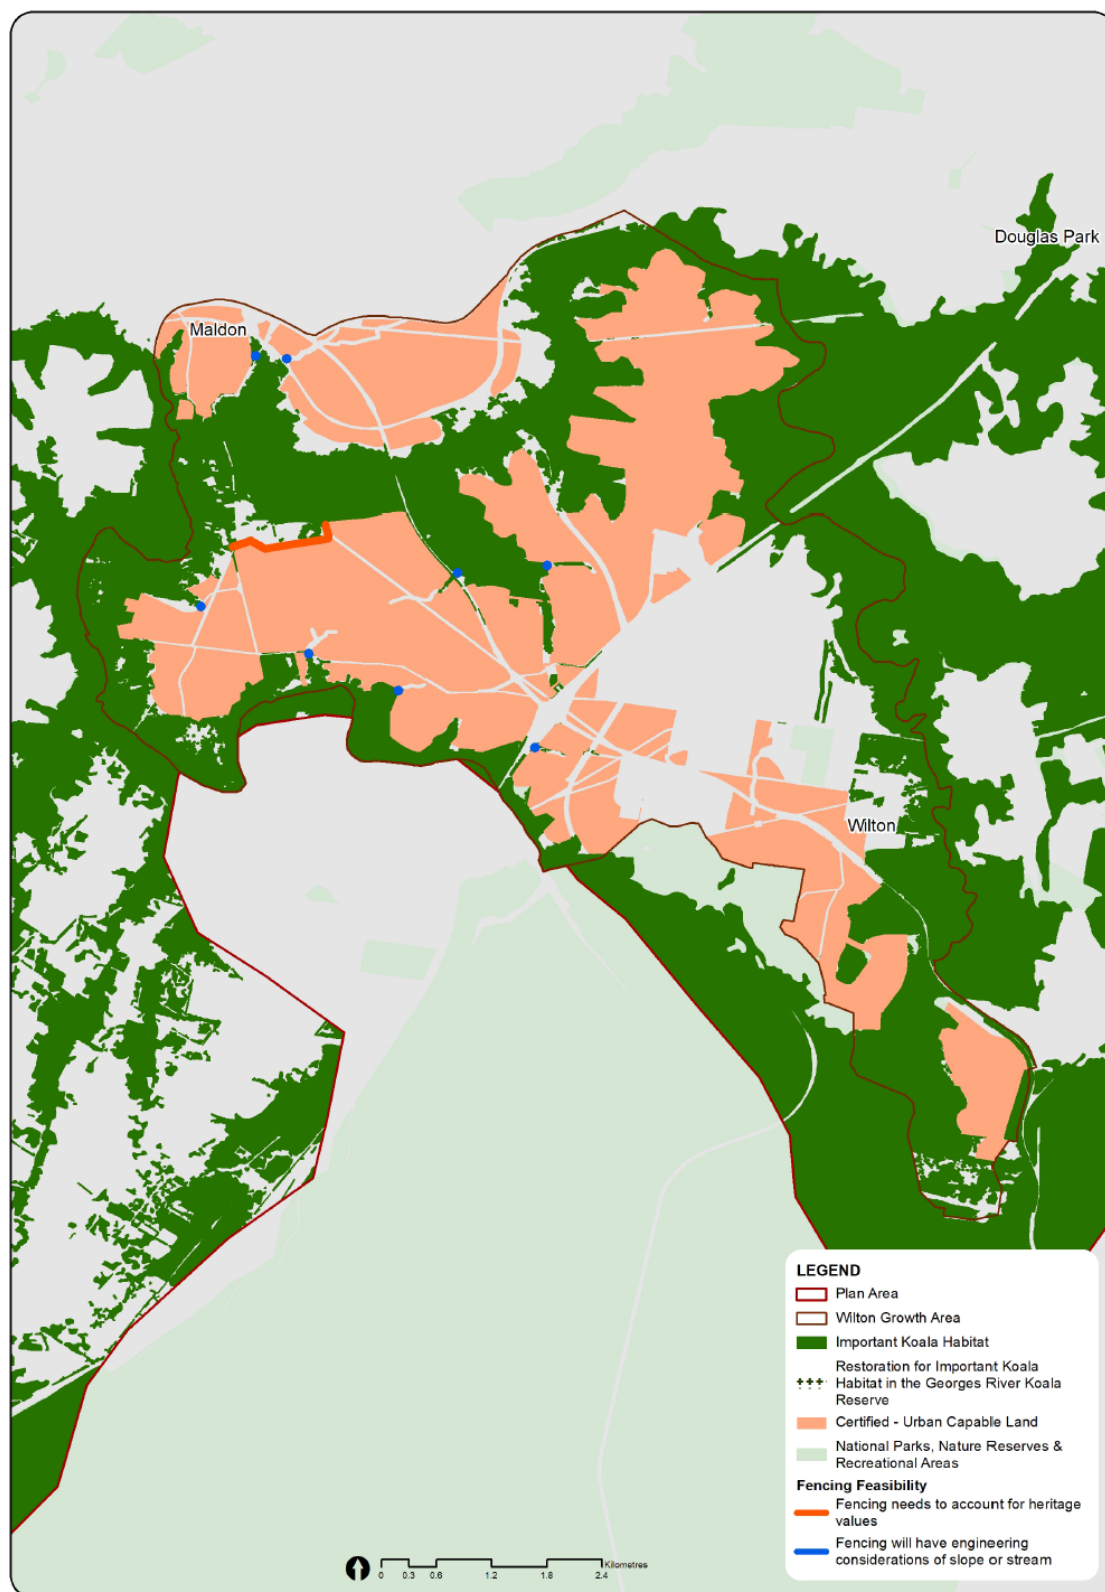 Douglas Park
Maldon
Wilton
LEGEND
Plan Area
Wilton Growth Area
Important Koala Habitat
Restoration for Important Koala
Habitat in the Georges River Koala
Reserve
Certified - Urban Capable Land
National Parks, Nature Reserves &
Recreational Areas
Fencing Feasibility
Fencing needs to account for heritage
values
Fencing will have engineering
considerations of slope or stream
Kilometres
0 0.3 0.6 1.2 1.8 2.4